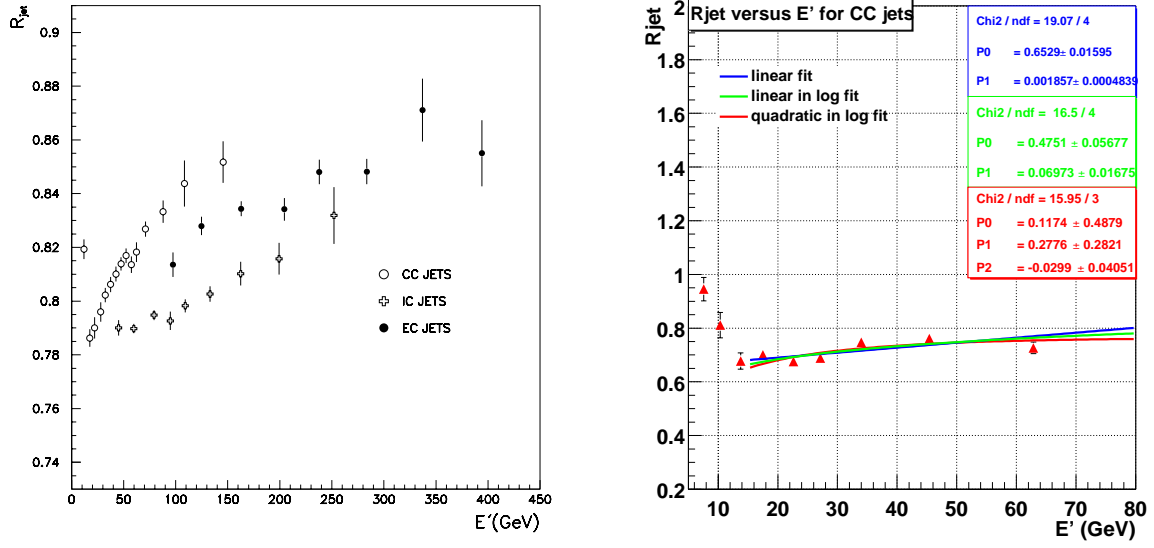 R jet
0.9
0.88
0.86
0.84
0.82
0.8
0.78
0.76
0.74
CC JETS
IC JETS
EC JETS
0 50 100 150 200 250 300 350 400 450
E´(GeV)
Rjet versus E' for CC jets
Rjet
2
1.8
1.6
1.4
1.2
1
0.8
0.6
0.4
0.2
linear fit
linear in log fit
quadratic in log fit
Chi2 / ndf = 19.07 / 4
P0 = 0.6529± 0.01595
P1 = 0.001857± 0.0004839
Chi2 / ndf = 16.5 / 4
P0 = 0.4751 ± 0.05677
P1 = 0.06973 ± 0.01675
Chi2 / ndf = 15.95 / 3
P0 = 0.1174 ± 0.4879
P1 = 0.2776 ± 0.2821
P2 = -0.0299 ± 0.04051
10 20 30 40 50 60 70 80
E' (GeV)